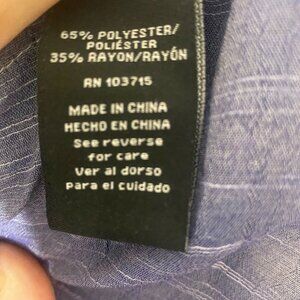 65% POLYESTER/
POLIÉSTER
35% RAYON/RAYÓN
RN 103715
MADE IN CHINA
HECHO EN CHINA
See reverse
for care
Ver al dorso
para el cuidado